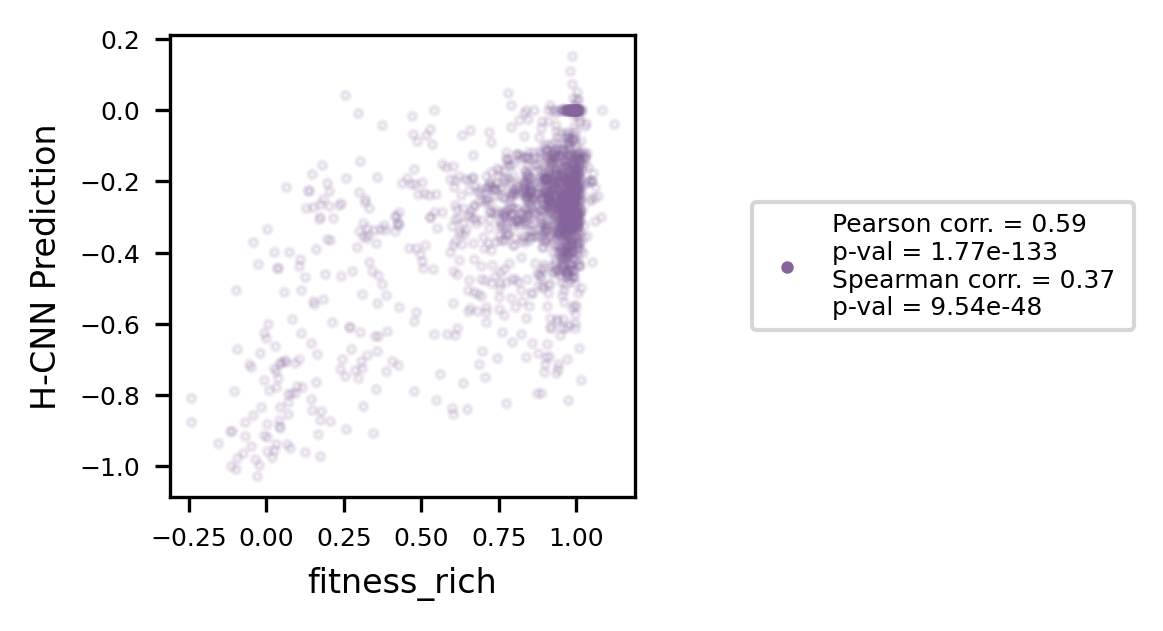 0.2
0.0
−0.2
−0.4
−0.6
−0.8
−1.0
H-CNN Prediction
−0.25 0.00 0.25 0.50 0.75 1.00
fitness_rich
Pearson corr. = 0.59
p-val = 1.77e-133
Spearman corr. = 0.37
p-val = 9.54e-48